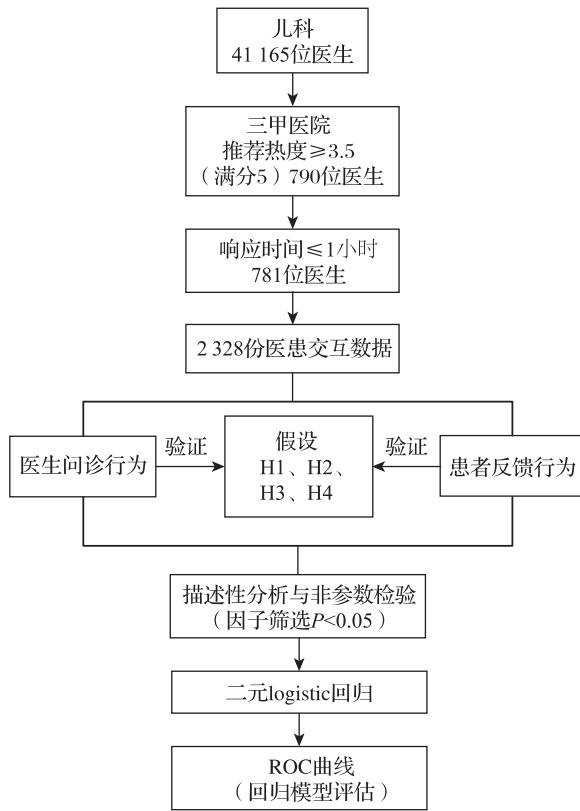 儿科
41 165位医生
三甲医院
推荐热度≥3.5
（满分5）790位医生
响应时间≤1小时
781位医生
2 328份医患交互数据
医生问诊行为
验证
假设
H1、H2、
H3、H4
验证
患者反馈行为
描述性分析与非参数检验
（因子筛选P<0.05）
二元logistic回归
ROC曲线
（回归模型评估）